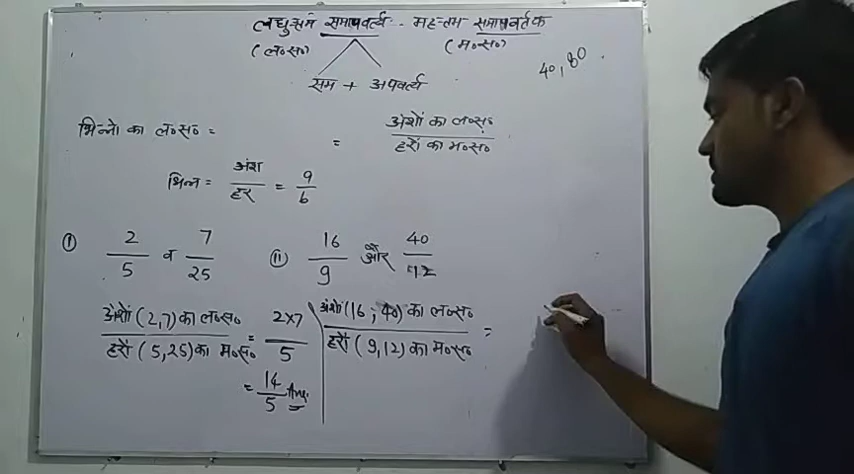 लघुत्तम समापवर्त्य - महत्तम समापवर्तक
(ल०स०) (म०स०)
40, 80
सम + अपवर्त्य
भिन्नो का ल०स० = = अंशों का ल०स०
हरों का म०स०
भिन्न = अंश / हर = 9 / 6
① 2/5 व 7/25 ② 16/9 और 40/12
अंशों (2,7) का ल०स० = 2×7 अंशों (16, 40) का ल०स० =
हरों (5,25) का म०स० 5 हरों (9,12) का म०स०
= 14/5 Ans.